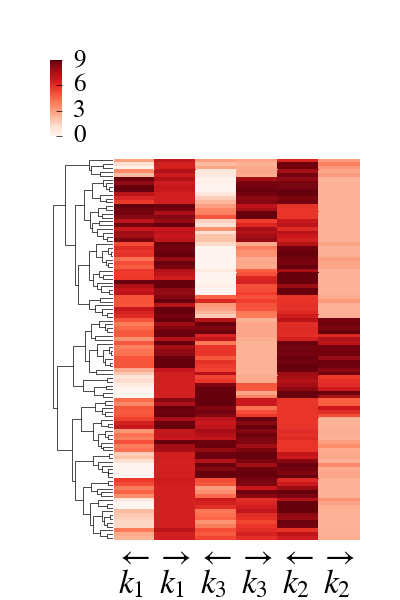 9
6
3
0
← → ← → ← →
k₁ k₁ k₃ k₃ k₂ k₂